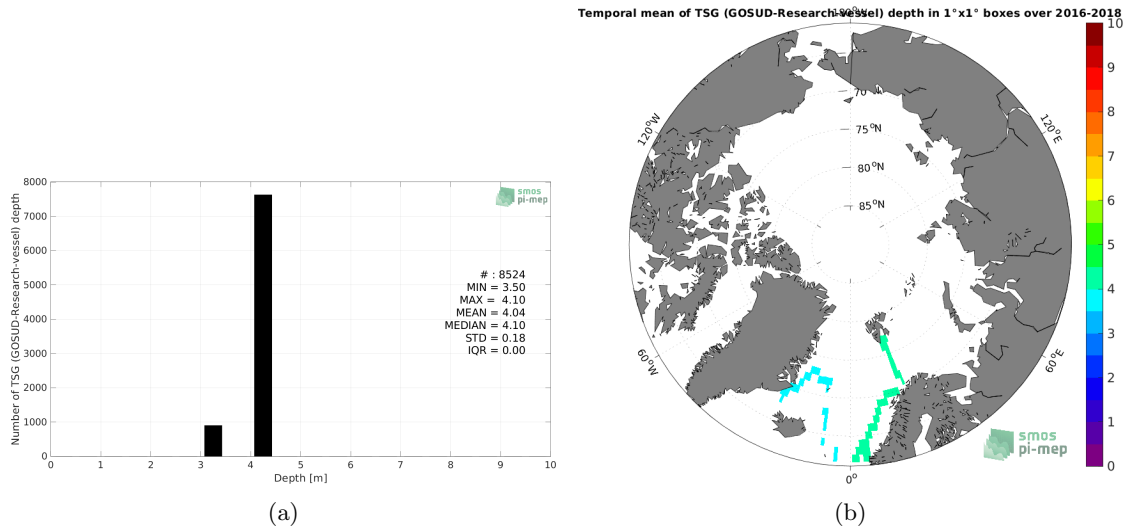 Temporal mean of TSG (GOSUD-Research-vessel) depth in 1°x1° boxes over 2016-2018
180°W
8000
7000
6000
5000
4000
3000
2000
1000
0
Number of TSG (GOSUD-Research-vessel) depth
smos
pi-mep
# : 8524
MIN = 3.50
MAX = 4.10
MEAN = 4.04
MEDIAN = 4.10
STD = 0.18
IQR = 0.00
0 1 2 3 4 5 6 7 8 9 10
Depth [m]
(a)
120°W
120°E
70
75°N
80°N
85°N
60°W
60°E
0°
smos
pi-mep
10
9
8
7
6
5
4
3
2
1
0
(b)